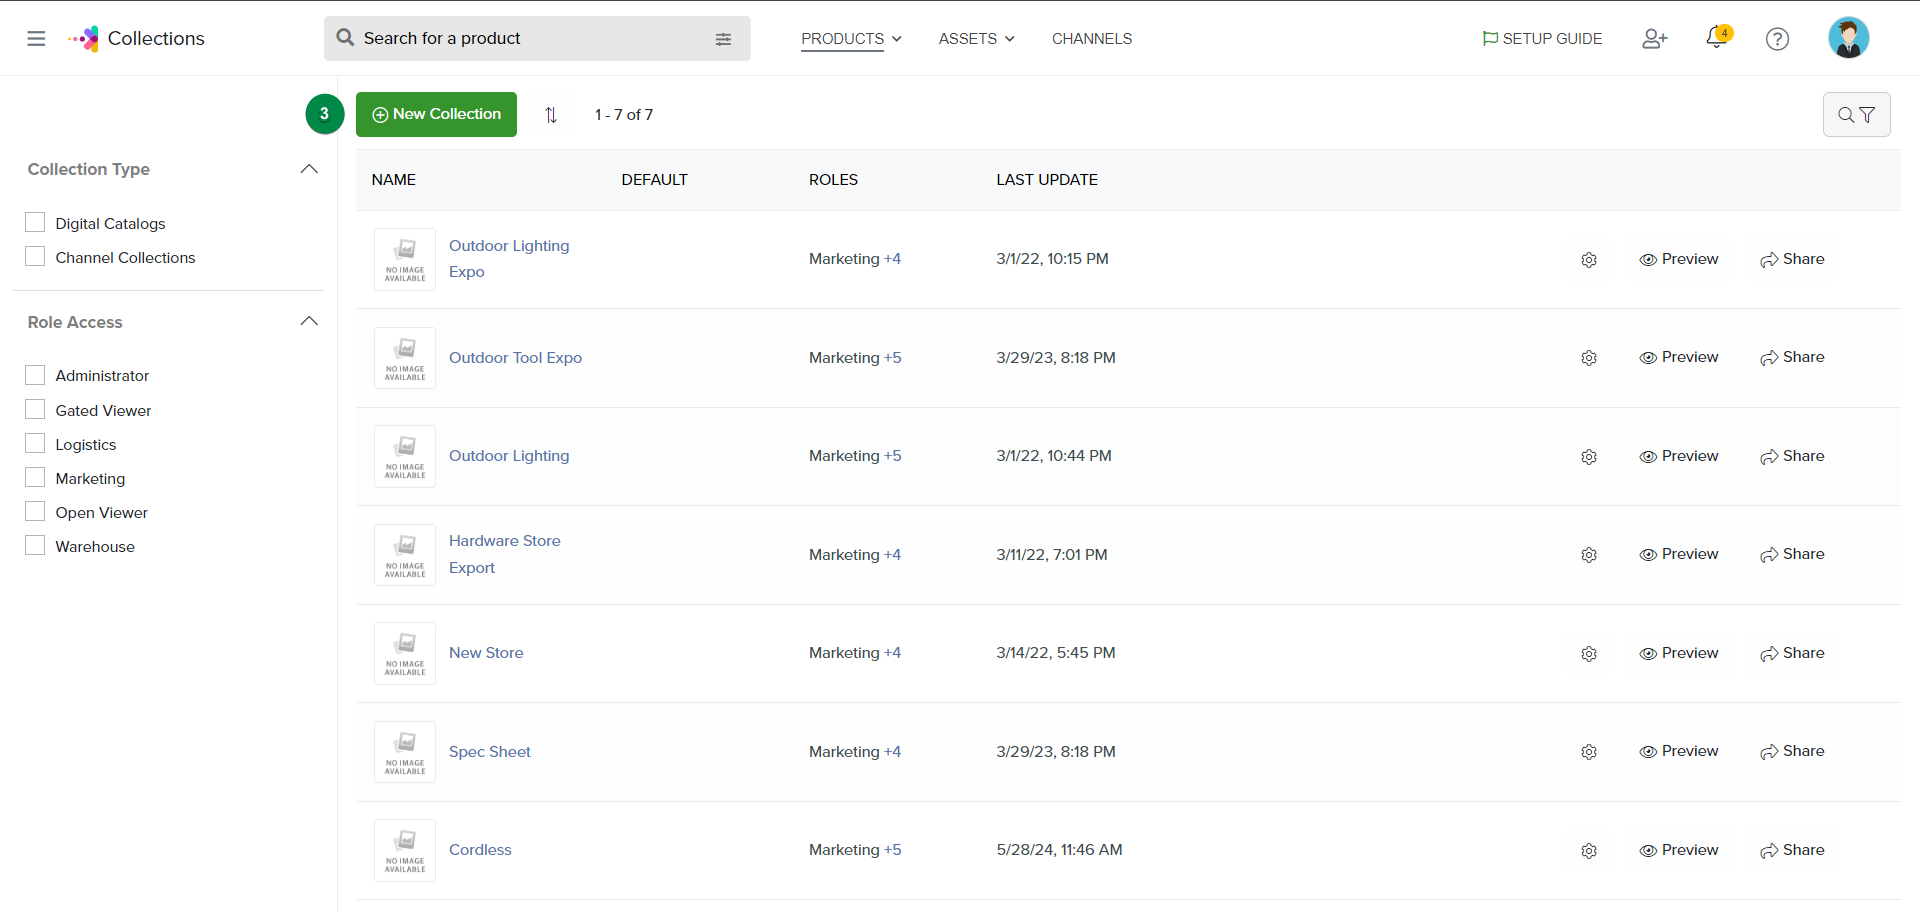 Collections
Search for a product
PRODUCTS
ASSETS
CHANNELS
SETUP GUIDE
4
?
3
New Collection
1 - 7 of 7
Collection Type
Digital Catalogs
Channel Collections
Role Access
Administrator
Gated Viewer
Logistics
Marketing
Open Viewer
Warehouse
NAME DEFAULT ROLES LAST UPDATE
NO IMAGE
AVAILABLE
Outdoor Lighting
Expo
Marketing +4 3/1/22, 10:15 PM Preview Share
NO IMAGE
AVAILABLE
Outdoor Tool Expo Marketing +5 3/29/23, 8:18 PM Preview Share
NO IMAGE
AVAILABLE
Outdoor Lighting Marketing +5 3/1/22, 10:44 PM Preview Share
NO IMAGE
AVAILABLE
Hardware Store
Export
Marketing +4 3/11/22, 7:01 PM Preview Share
NO IMAGE
AVAILABLE
New Store Marketing +4 3/14/22, 5:45 PM Preview Share
NO IMAGE
AVAILABLE
Spec Sheet Marketing +4 3/29/23, 8:18 PM Preview Share
NO IMAGE
AVAILABLE
Cordless Marketing +5 5/28/24, 11:46 AM Preview Share